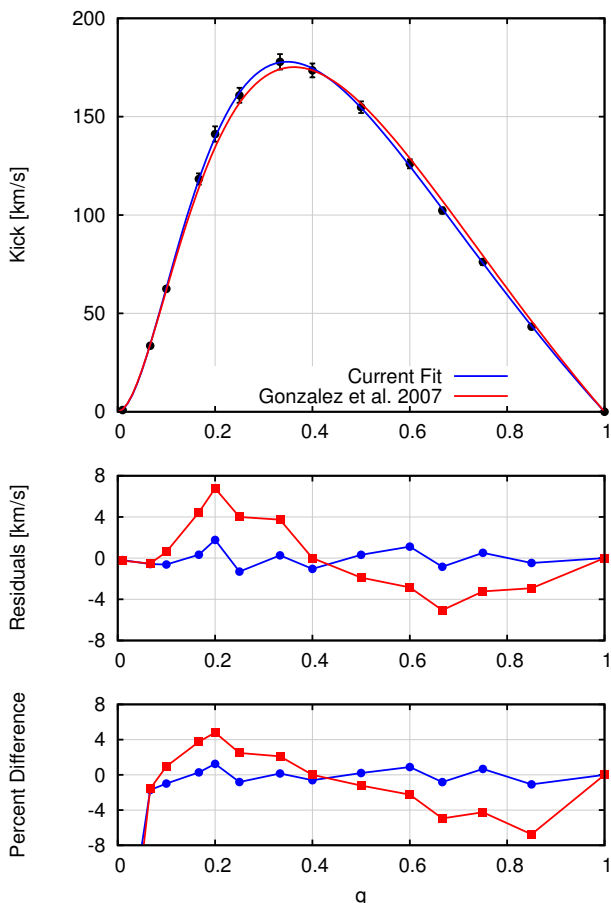 200
150
100
50
0
Kick [km/s]
Current Fit
Gonzalez et al. 2007
0.2 0.4 0.6 0.8 1
8
4
0
-4
-8
Residuals [km/s]
0 0.2 0.4 0.6 0.8 1
8
4
0
-4
-8
Percent Difference
0 0.2 0.4 0.6 0.8 1
q